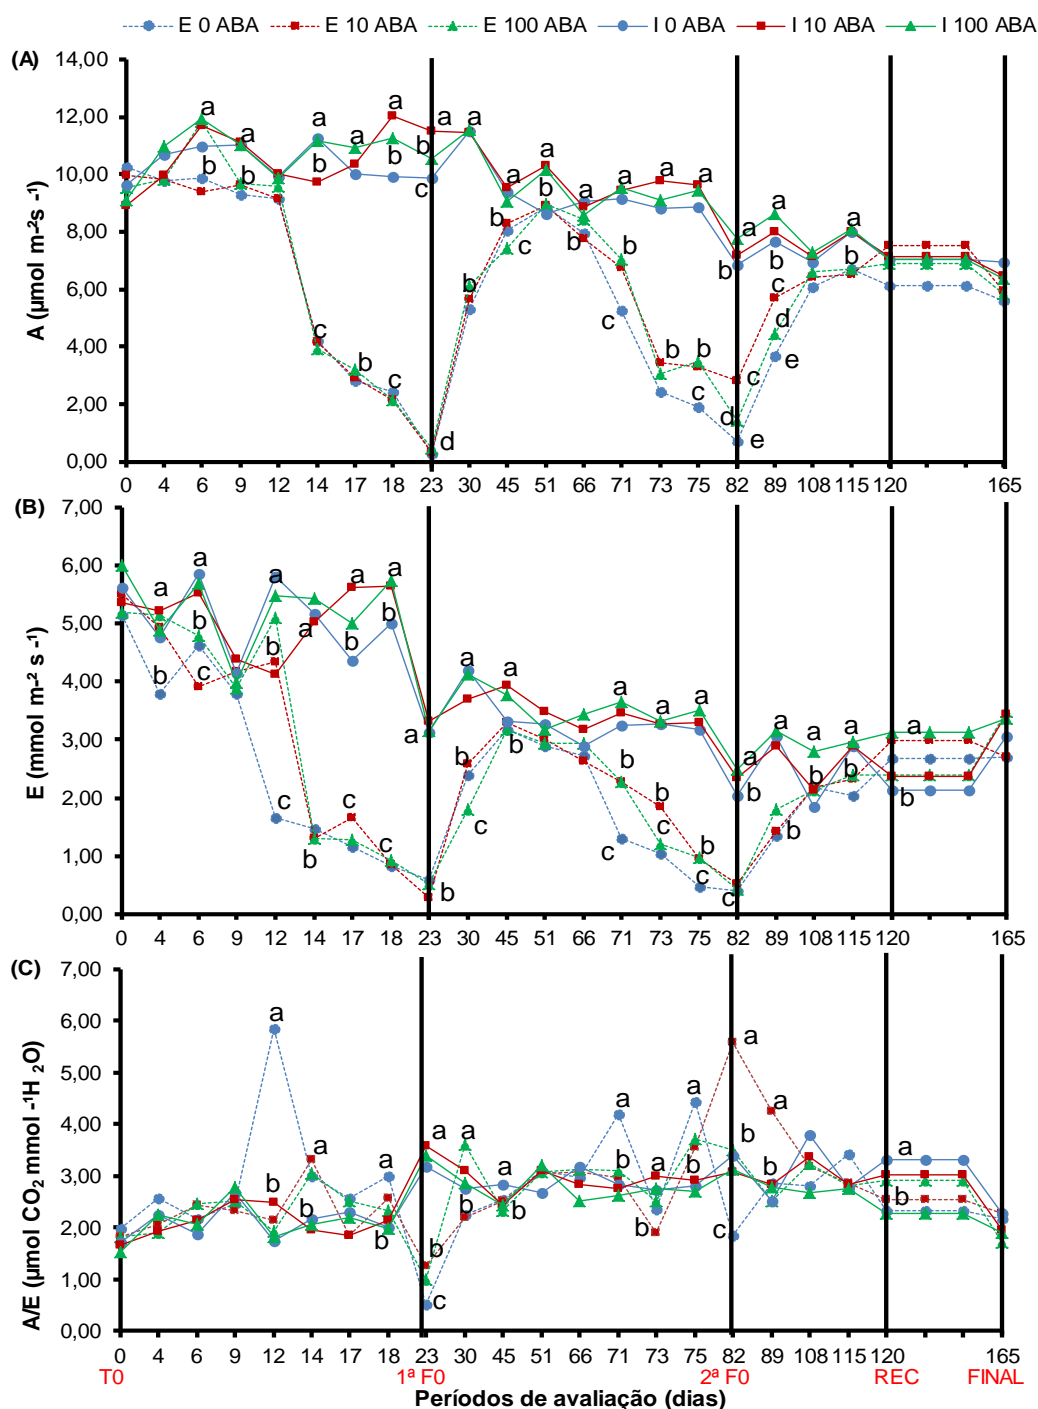 E 0 ABA E 10 ABA E 100 ABA I 0 ABA I 10 ABA I 100 ABA
(A)
14,00
12,00
10,00
8,00
6,00
4,00
2,00
0,00
A (µmol m-² s -¹)
a a a a a a a a a a a a a a a a a
b b b b b c b b b b b b b b
c b c d b c c b c b c d e c d e
0 4 6 9 12 14 17 18 23 30 45 51 66 71 73 75 82 89 108 115 120 165
(B)
7,00
6,00
5,00
4,00
3,00
2,00
1,00
0,00
E (mmol m-² s -¹)
a a a a a a a a a a a a a a a a
b b c b b b b b b b b b b b b b
c b c c b c c c c c
0 4 6 9 12 14 17 18 23 30 45 51 66 71 73 75 82 89 108 115 120 165
(C)
7,00
6,00
5,00
4,00
3,00
2,00
1,00
0,00
A/E (µmol CO₂ mmol -¹H ₂O)
a a a a a a a a a a a
b b b b b b b b b b
c c
0 4 6 9 12 14 17 18 23 30 45 51 66 71 73 75 82 89 108 115 120 165
T0 1ª F0 2ª F0 REC FINAL
Períodos de avaliação (dias)